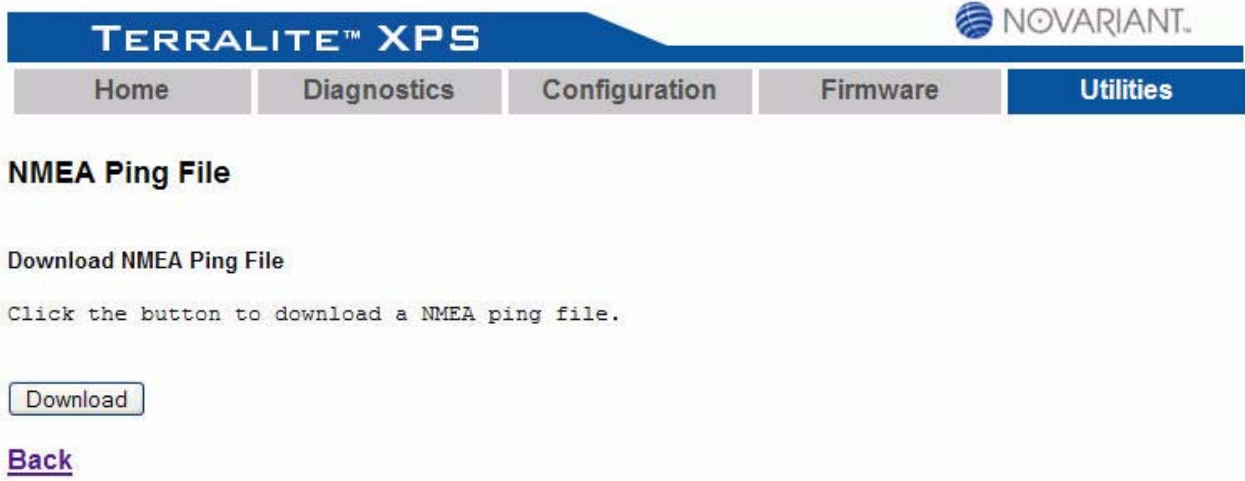 TERRALITE™ XPS
NOVARIANT™
Home Diagnostics Configuration Firmware Utilities
NMEA Ping File
Download NMEA Ping File
Click the button to download a NMEA ping file.
Download
Back